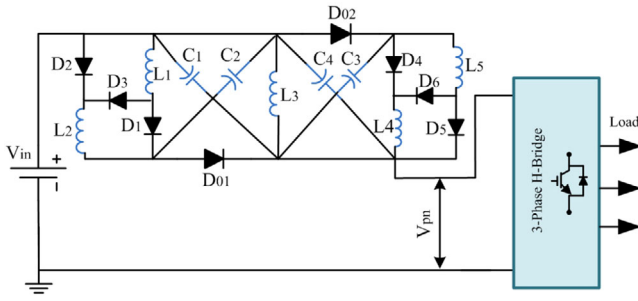 D02
D2
L1
C1
C2
C4
C3
D4
L5
D3
L3
D6
L2
D1
L4
D5
Vin
+
-
D01
Vpn
3-Phase H-Bridge
Load